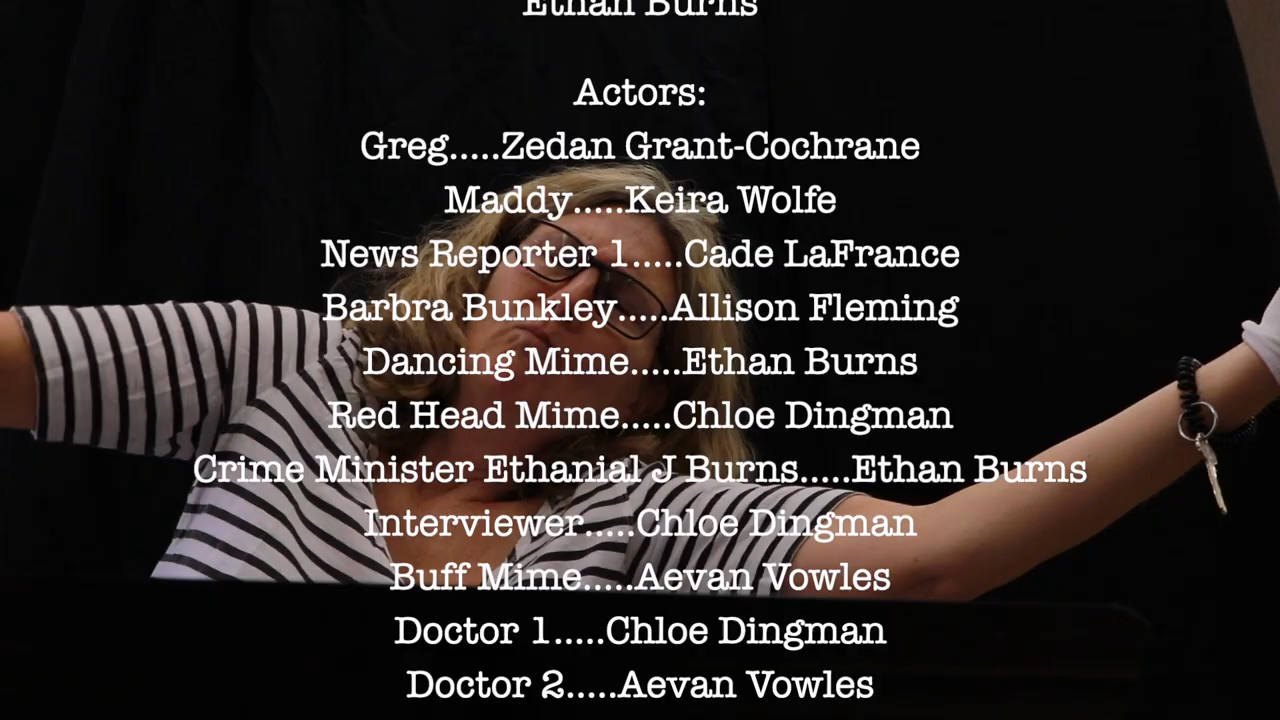 Ethan Burns
Actors:
Greg.....Zedan Grant-Cochrane
Maddy.....Keira Wolfe
News Reporter 1.....Cade LaFrance
Barbra Bunkley.....Allison Fleming
Dancing Mime.....Ethan Burns
Red Head Mime.....Chloe Dingman
Crime Minister Ethanial J Burns.....Ethan Burns
Interviewer.....Chloe Dingman
Buff Mime.....Aevan Vowles
Doctor 1.....Chloe Dingman
Doctor 2.....Aevan Vowles